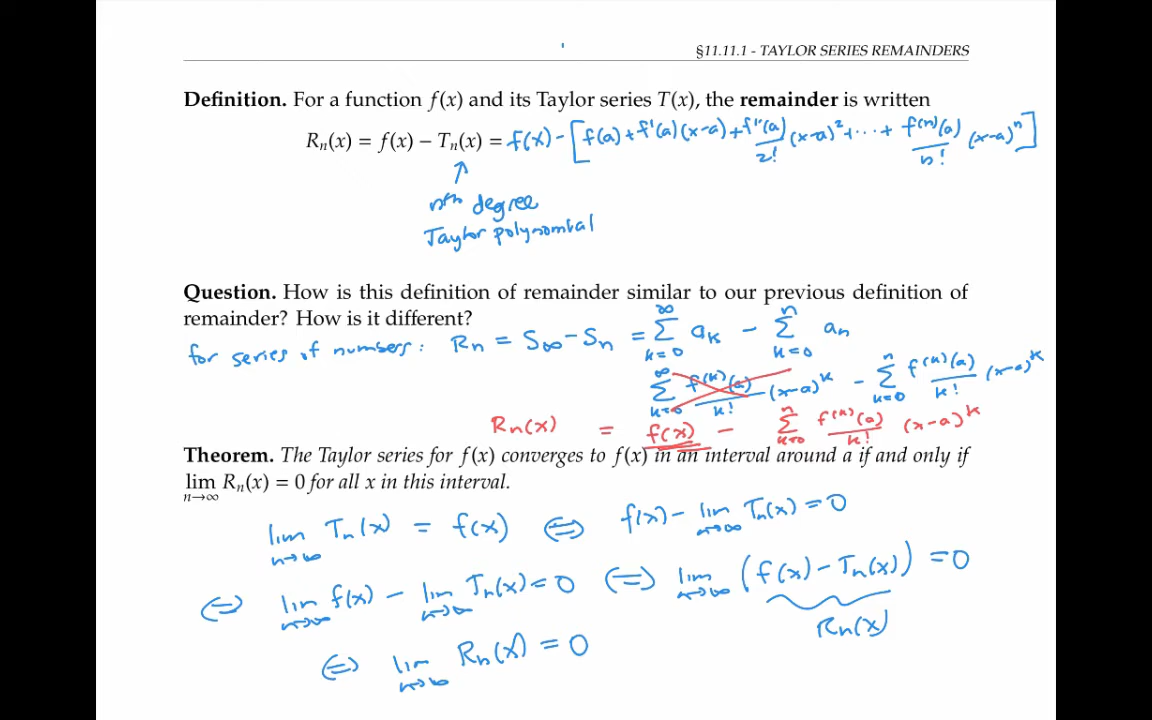 §11.11.1 - TAYLOR SERIES REMAINDERS
Definition. For a function f(x) and its Taylor series T(x), the remainder is written
Rn(x) = f(x) − Tn(x) = f(x) - [f(a) + f'(a)(x-a) + f''(a)/2! (x-a)² + ... + f^(n)(a)/n! (x-a)^n]
↑
nth degree
Taylor polynomial
Question. How is this definition of remainder similar to our previous definition of
remainder? How is it different?
for series of numbers: Rn = S∞ - Sn = ∑_{k=0}^{∞} ak - ∑_{k=0}^{n} an
∑_{k=0}^{∞} f^(k)(a)/k! (x-a)^k - ∑_{k=0}^{n} f^(k)(a)/k! (x-a)^k
Rn(x) = f(x) - ∑_{k=0}^{n} f^(k)(a)/k! (x-a)^k
Theorem. The Taylor series for f(x) converges to f(x) in an interval around a if and only if
lim_{n→∞} Rn(x) = 0 for all x in this interval.
lim_{n→∞} Tn(x) = f(x) ⇔ f(x) - lim_{n→∞} Tn(x) = 0
⇔ lim_{n→∞} f(x) - lim_{n→∞} Tn(x) = 0 ⇔ lim_{n→∞} (f(x) - Tn(x)) = 0
Rn(x)
⇔ lim_{n→∞} Rn(x) = 0